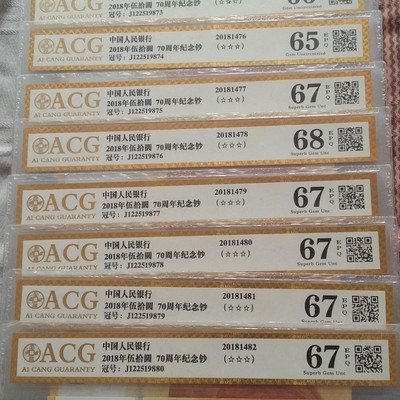 2018年伍拾圆 70周年纪念钞 (☆☆☆) 66
冠号:J122519873
ACG 中国人民银行 20181476 65 EPQ
2018年伍拾圆 70周年纪念钞 (☆☆☆)
AI CANG GUARANTY 冠号:J122519874 Gem Uncirculated
ACG 中国人民银行 20181477 67 EPQ
2018年伍拾圆 70周年纪念钞 (☆☆☆)
AI CANG GUARANTY 冠号:J122519875 Superb Gem Unc
ACG 中国人民银行 20181478 68 EPQ
2018年伍拾圆 70周年纪念钞 (☆☆☆)
AI CANG GUARANTY 冠号:J122519876 Superb Gem Unc
ACG 中国人民银行 20181479 67 EPQ
2018年伍拾圆 70周年纪念钞 (☆☆☆)
AI CANG GUARANTY 冠号:J122519877 Superb Gem Unc
ACG 中国人民银行 20181480 67 EPQ
2018年伍拾圆 70周年纪念钞 (☆☆☆)
AI CANG GUARANTY 冠号:J122519878 Superb Gem Unc
ACG 中国人民银行 20181481 67 EPQ
2018年伍拾圆 70周年纪念钞 (☆☆☆)
AI CANG GUARANTY 冠号:J122519879 Superb Gem Unc
ACG 中国人民银行 20181482 67 EPQ
2018年伍拾圆 70周年纪念钞 (☆☆☆)
AI CANG GUARANTY 冠号:J122519880 Superb Gem Unc